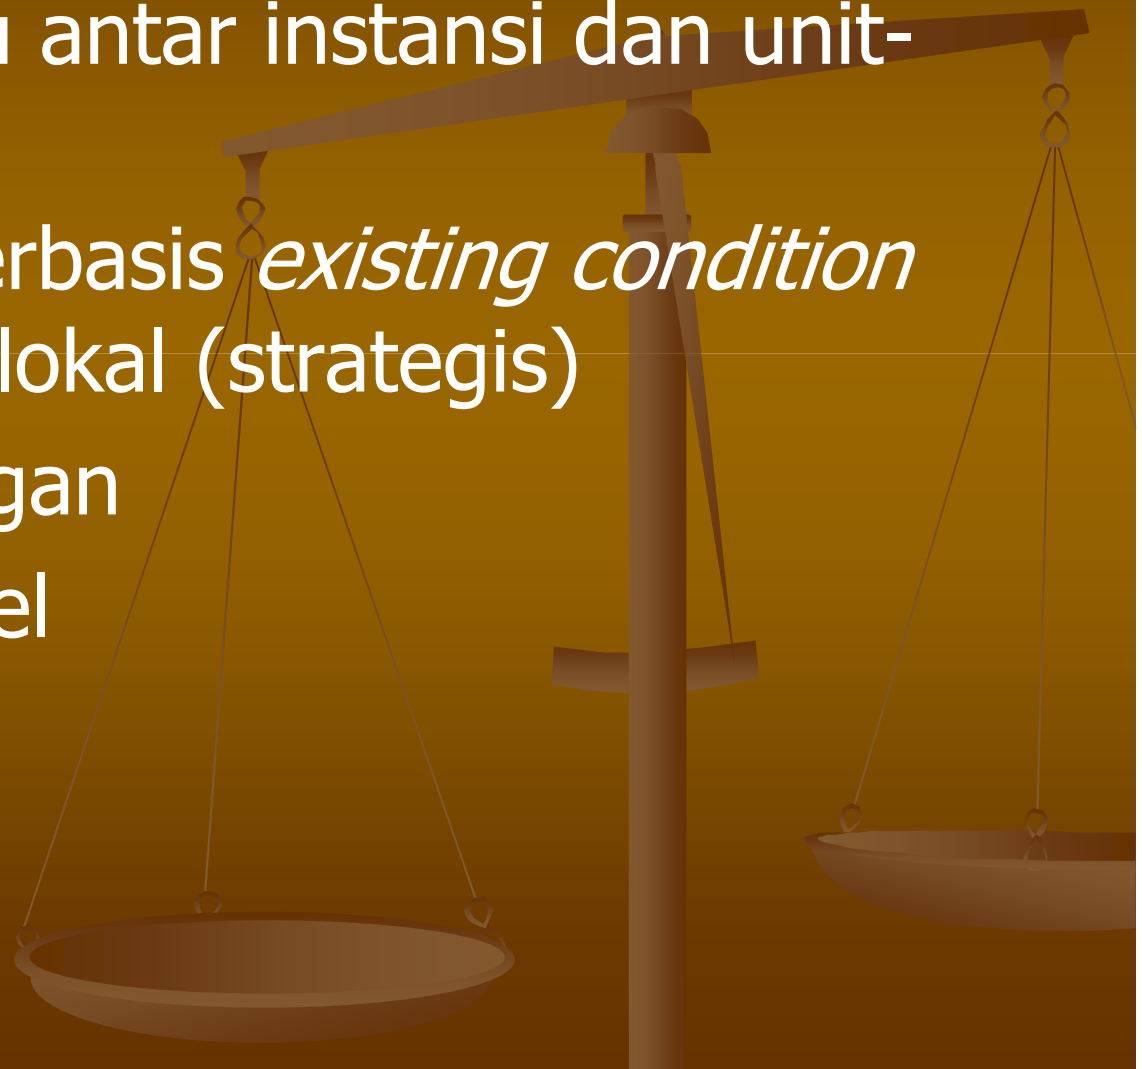 antar instansi dan unit-
erbasis existing condition
lokal (strategis)
gan
el